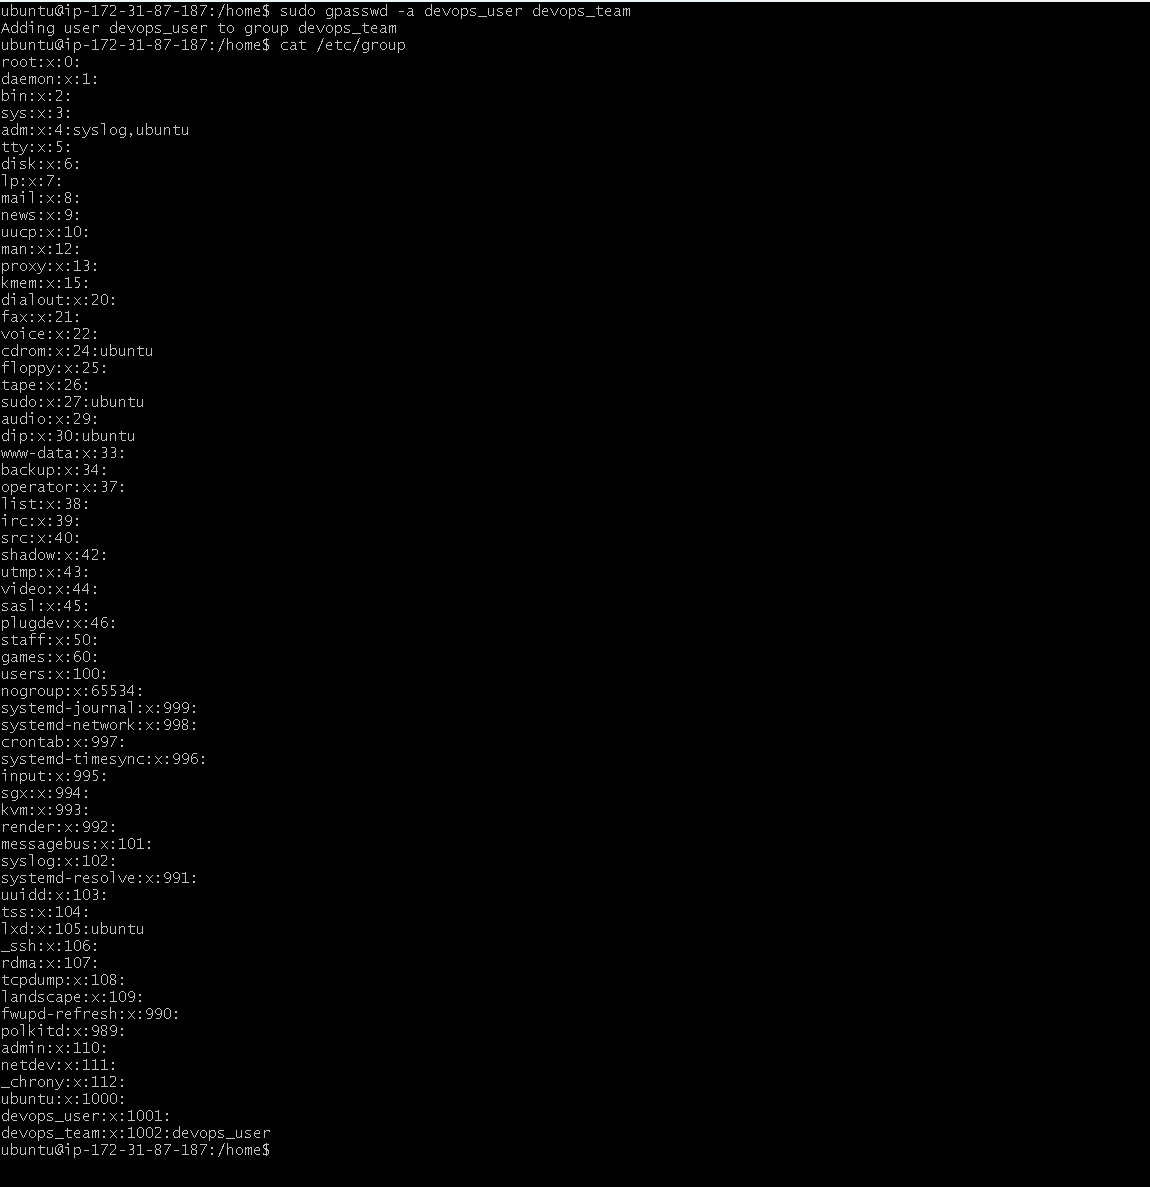 ubuntu@ip-172-31-87-187:/home$ sudo gpasswd -a devops_user devops_team
Adding user devops_user to group devops_team
ubuntu@ip-172-31-87-187:/home$ cat /etc/group
root:x:0:
daemon:x:1:
bin:x:2:
sys:x:3:
adm:x:4:syslog,ubuntu
tty:x:5:
disk:x:6:
lp:x:7:
mail:x:8:
news:x:9:
uucp:x:10:
man:x:12:
proxy:x:13:
kmem:x:15:
dialout:x:20:
fax:x:21:
voice:x:22:
cdrom:x:24:ubuntu
floppy:x:25:
tape:x:26:
sudo:x:27:ubuntu
audio:x:29:
dip:x:30:ubuntu
www-data:x:33:
backup:x:34:
operator:x:37:
list:x:38:
irc:x:39:
src:x:40:
shadow:x:42:
utmp:x:43:
video:x:44:
sasl:x:45:
plugdev:x:46:
staff:x:50:
games:x:60:
users:x:100:
nogroup:x:65534:
systemd-journal:x:999:
systemd-network:x:998:
crontab:x:997:
systemd-timesync:x:996:
input:x:995:
sgx:x:994:
kvm:x:993:
render:x:992:
messagebus:x:101:
syslog:x:102:
systemd-resolve:x:991:
uuidd:x:103:
tss:x:104:
lxd:x:105:ubuntu
_ssh:x:106:
rdma:x:107:
tcpdump:x:108:
landscape:x:109:
fwupd-refresh:x:990:
polkitd:x:989:
admin:x:110:
netdev:x:111:
_chrony:x:112:
ubuntu:x:1000:
devops_user:x:1001:
devops_team:x:1002:devops_user
ubuntu@ip-172-31-87-187:/home$